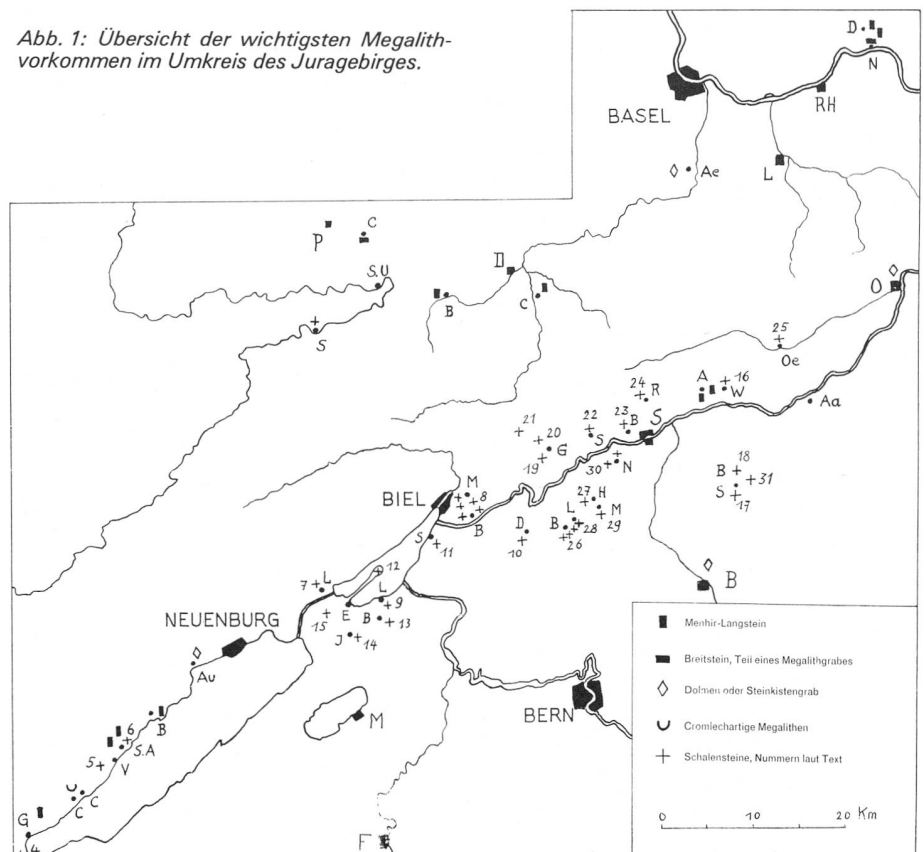 Abb. 1: Übersicht der wichtigsten Megalith-
vorkommen im Umkreis des Juragebirges.
D
N
RH
BASEL
L
Ae
P
C
D
S.U
B
C
S
O
25
Oe
24 R
A
16
W
Aa
21
20
G
19
22
S
23 B
S
30 N
B 18
31
S 17
M
8
B
BIEL
S 11
D
10
27 H
L M
B 28 29
26
B
12
7 L
L
9
E B
13
15
J 14
NEUENBURG
Au
M
BERN
B
6
S.A
5
V
C C
G
4
F
Menhir-Langstein
Breitstein, Teil eines Megalithgrabes
Dolmen oder Steinkistengrab
Cromlechartige Megalithen
Schalensteine, Nummern laut Text
0 10 20 Km